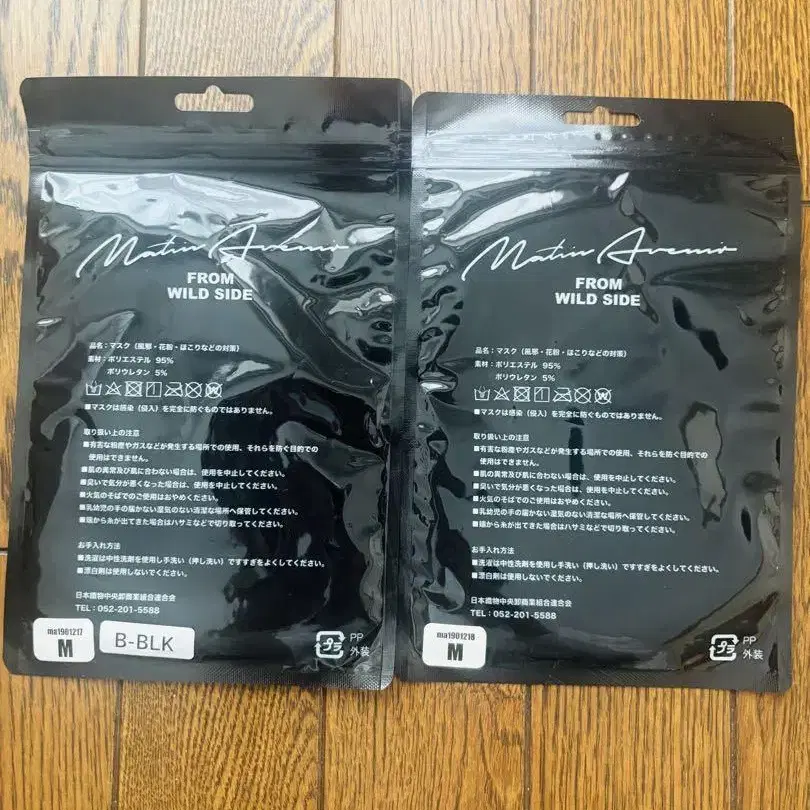 Matin Avenir
FROM
WILD SIDE
品名：マスク（風邪・花粉・ほこりなどの対策）
素材：ポリエステル 95%
ポリウレタン 5%
■マスクは感染（侵入）を完全に防ぐものではありません。
取り扱い上の注意
■有害な粉塵やガスなどが発生する場所での使用、それらを防ぐ目的での
使用はできません。
■肌の異常及び肌に合わない場合は、使用を中止してください。
■臭いで気分が悪くなった場合は、使用を中止してください。
■火気のそばでのご使用はおやめください。
■乳幼児の手の届かない湿気のない清潔な場所へ保管してください。
■端から糸が出てきた場合はハサミなどで切り取ってください。
お手入れ方法
■洗濯は中性洗剤を使用し手洗い（押し洗い）ですすぎをよくしてください。
■漂白剤は使用しないでください。
日本織物中央卸商業組合連合会
TEL：052-201-5588
ma1901217
M
B-BLK
プラ
PP
外装
Matin Avenir
FROM
WILD SIDE
品名：マスク（風邪・花粉・ほこりなどの対策）
素材：ポリエステル 95%
ポリウレタン 5%
■マスクは感染（侵入）を完全に防ぐものではありません。
取り扱い上の注意
■有害な粉塵やガスなどが発生する場所での使用、それらを防ぐ目的での
使用はできません。
■肌の異常及び肌に合わない場合は、使用を中止してください。
■臭いで気分が悪くなった場合は、使用を中止してください。
■火気のそばでのご使用はおやめください。
■乳幼児の手の届かない湿気のない清潔な場所へ保管してください。
■端から糸が出てきた場合はハサミなどで切り取ってください。
お手入れ方法
■洗濯は中性洗剤を使用し手洗い（押し洗い）ですすぎをよくしてください。
■漂白剤は使用しないでください。
日本織物中央卸商業組合連合会
TEL：052-201-5588
ma1901218
M
プラ
PP
外装